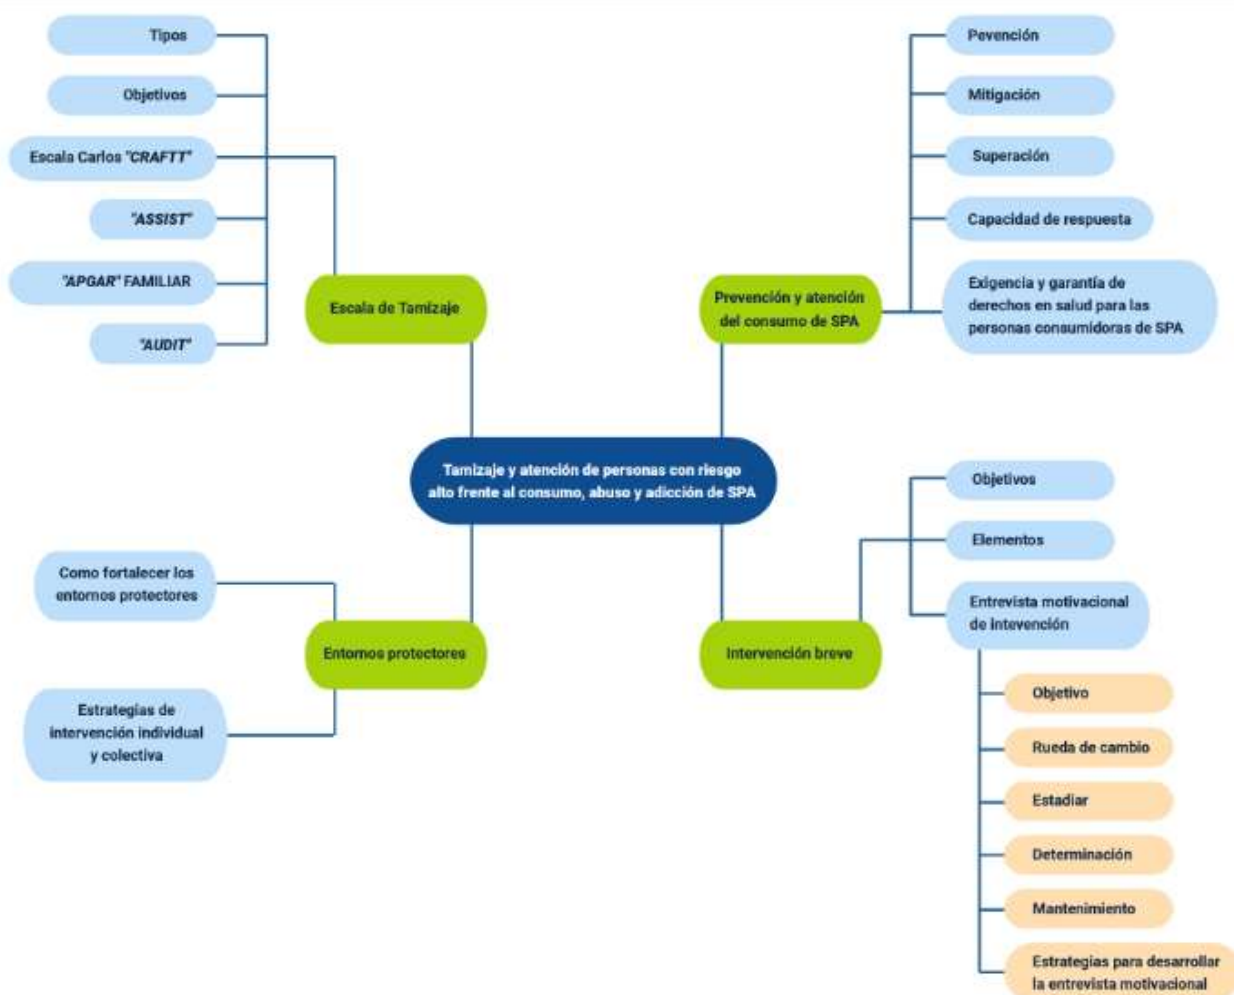 Tipos
Objetivos
Escala Carlos "CRAFTT"
"ASSIST"
"APGAR" FAMILIAR
"AUDIT"
Escala de Tamizaje
Pevención
Mitigación
Superación
Capacidad de respuesta
Exigencia y garantía de
derechos en salud para las
personas consumidoras de SPA
Prevención y atención
del consumo de SPA
Tamizaje y atención de personas con riesgo
alto frente al consumo, abuso y adicción de SPA
Como fortalecer los
entornos protectores
Entornos protectores
Estrategias de
intervención individual
y colectiva
Intervención breve
Objetivos
Elementos
Entrevista motivacional
de intevención
Objetivo
Rueda de cambio
Estadiar
Determinación
Mantenimiento
Estrategias para desarrollar
la entrevista motivacional